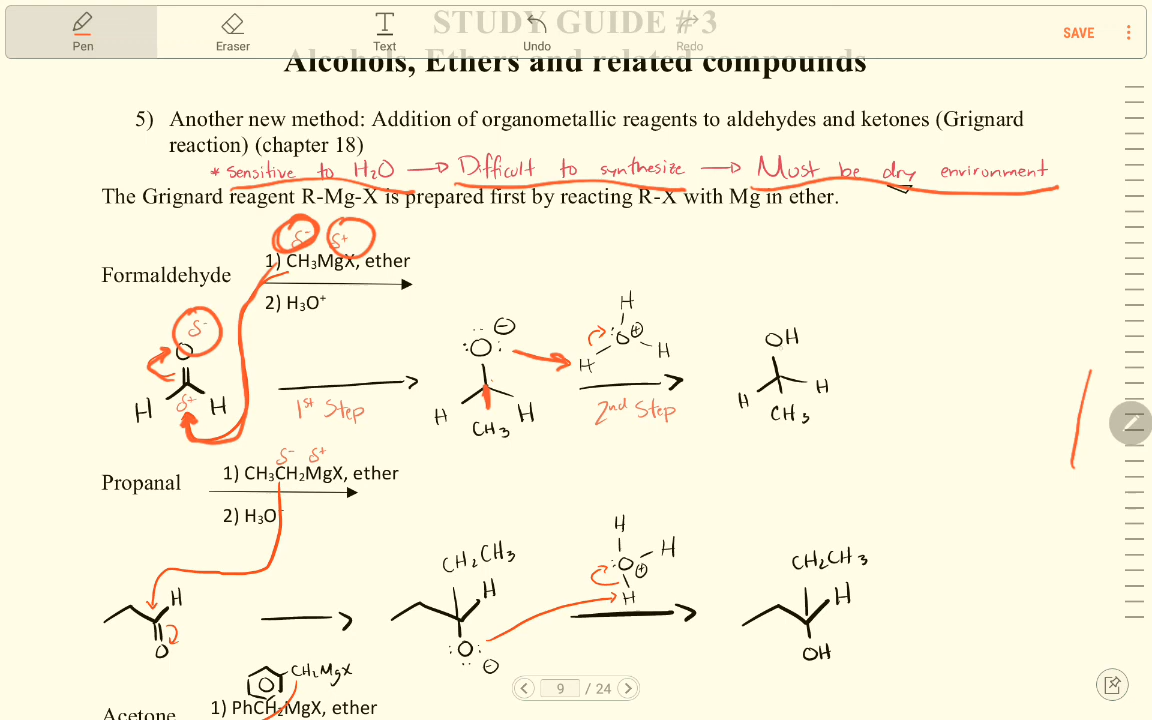 STUDY GUIDE #3
Pen
Eraser
Text
Undo
Redo
SAVE
Alcohols, Ethers and related compounds
5) Another new method: Addition of organometallic reagents to aldehydes and ketones (Grignard
reaction) (chapter 18)
* Sensitive to H₂O → Difficult to synthesize → Must be dry environment
The Grignard reagent R-Mg-X is prepared first by reacting R-X with Mg in ether.
δ- δ+
1) CH₃MgX, ether
Formaldehyde
2) H₃O⁺
δ-
O
δ+
H H
1st Step
:O: ⊖
H H
CH₃
H
:O⊕
H H
2nd Step
OH
H H
CH₃
δ- δ+
1) CH₃CH₂MgX, ether
Propanal
2) H₃O
H
O
CH₂CH₃
H
:O: ⊖
H
:O⊕ H
H
CH₂CH₃
H
OH
CH₂MgX
9 / 24
Acetone
1) PhCH₂MgX, ether